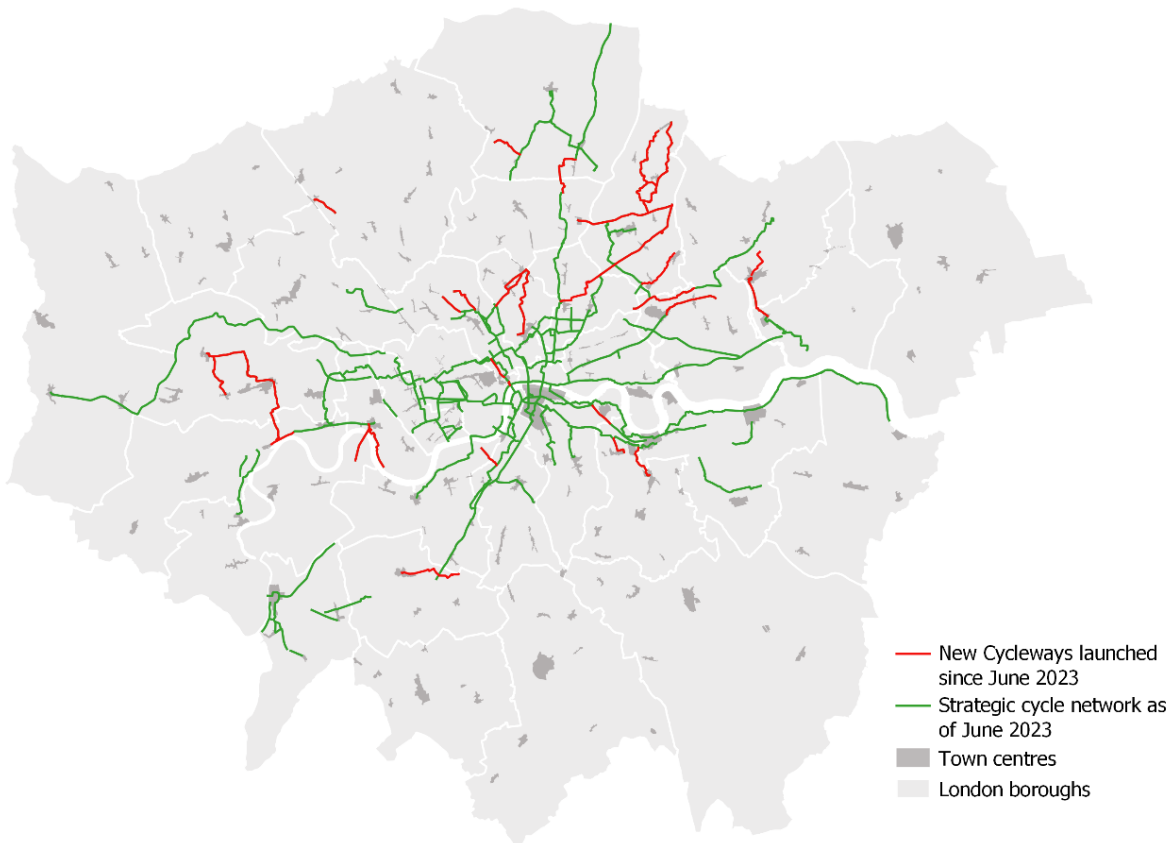 New Cycleways launched
since June 2023
Strategic cycle network as
of June 2023
Town centres
London boroughs